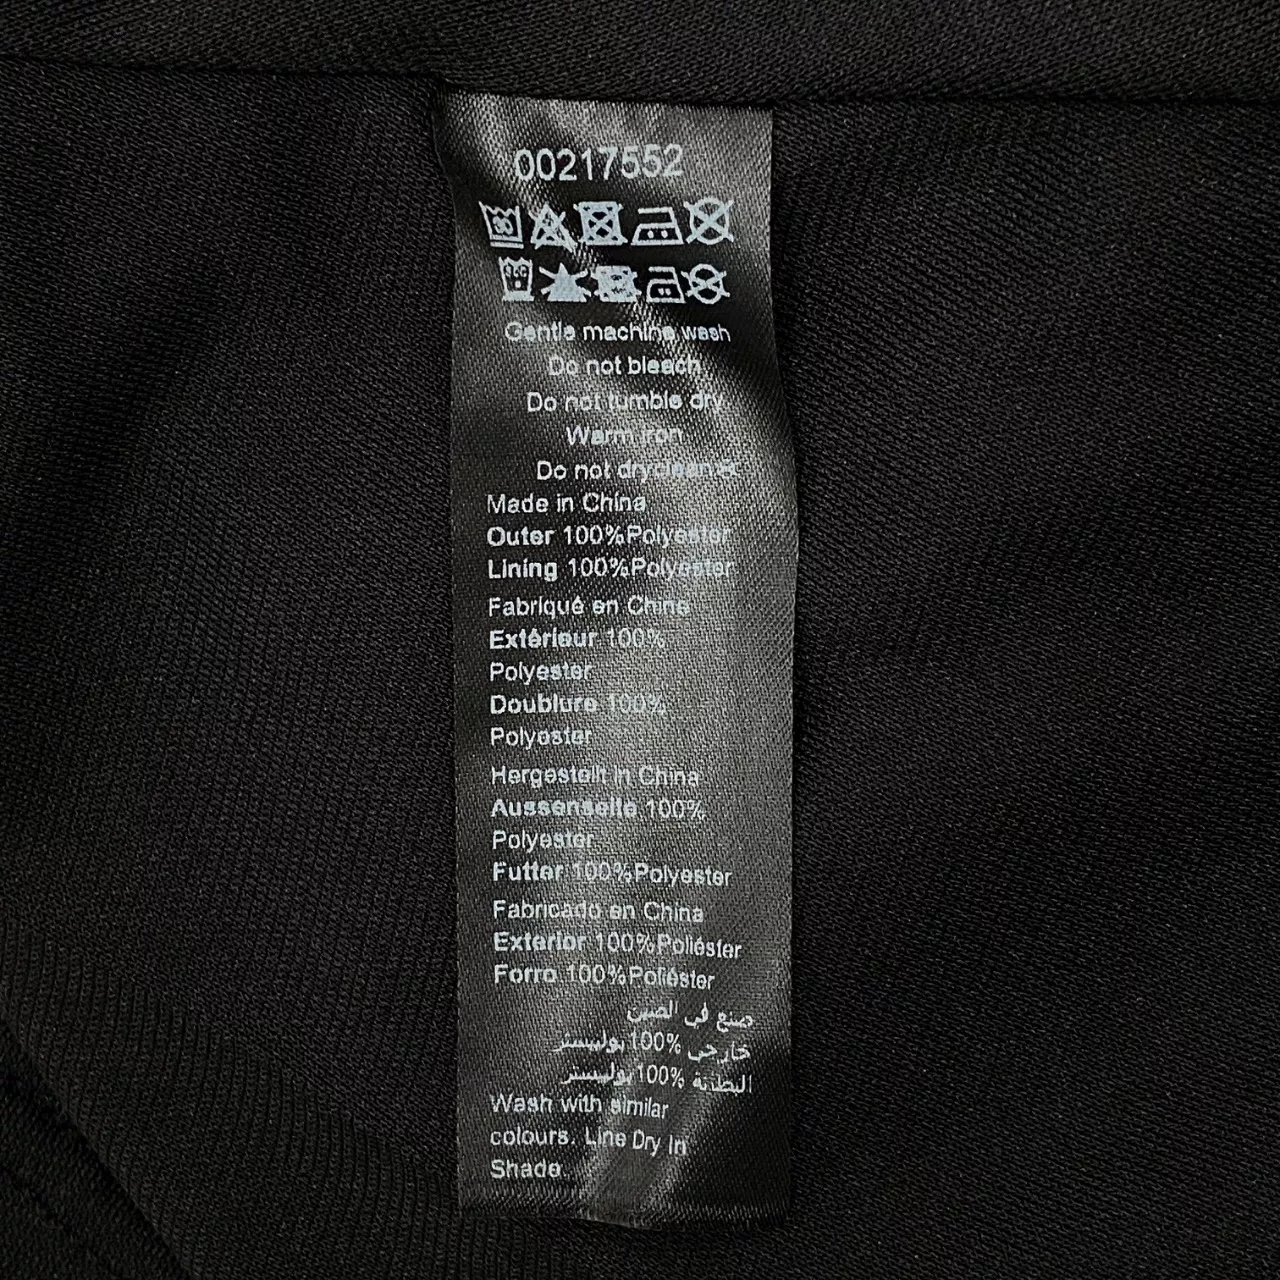 00217552
30
Gentle machine wash
Do not bleach
Do not tumble dry
Warm iron
Do not dryclean
Made in China
Outer 100%Polyester
Lining 100%Polyester
Fabriqué en Chine
Extérieur 100%
Polyester
Doublure 100%
Polyester
Hergestellt in China
Aussenseite 100%
Polyester
Futter 100%Polyester
Fabricado en China
Exterior 100%Poliéster
Forro 100%Poliéster
صنع في الصين
خارجي 100%بوليستر
البطانة 100%بوليستر
Wash with similar
colours. Line Dry In
Shade.